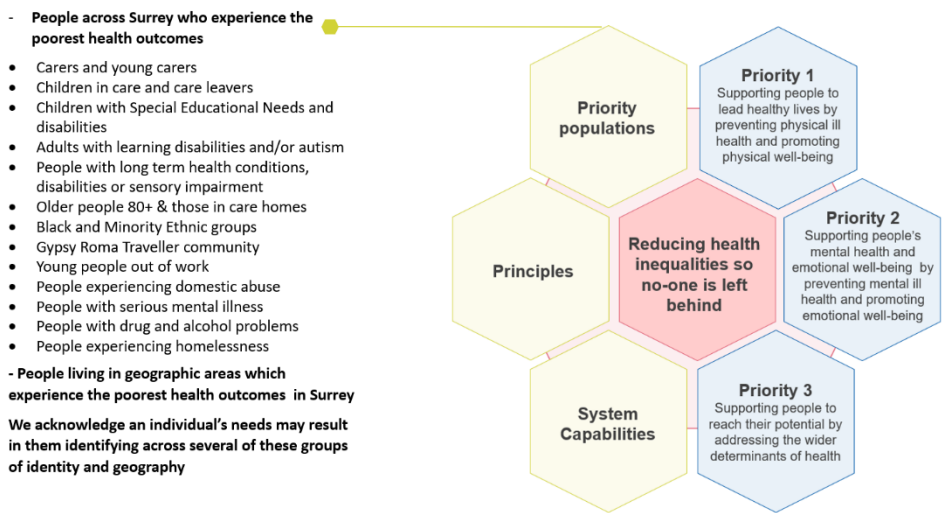 - People across Surrey who experience the
poorest health outcomes
• Carers and young carers
• Children in care and care leavers
• Children with Special Educational Needs and
disabilities
• Adults with learning disabilities and/or autism
• People with long term health conditions,
disabilities or sensory impairment
• Older people 80+ & those in care homes
• Black and Minority Ethnic groups
• Gypsy Roma Traveller community
• Young people out of work
• People experiencing domestic abuse
• People with serious mental illness
• People with drug and alcohol problems
• People experiencing homelessness
- People living in geographic areas which
experience the poorest health outcomes in Surrey
We acknowledge an individual’s needs may result
in them identifying across several of these groups
of identity and geography
Priority
populations
Priority 1
Supporting people to
lead healthy lives by
preventing physical ill
health and promoting
physical well-being
Principles
Reducing health
inequalities so
no-one is left
behind
Priority 2
Supporting people’s
mental health and
emotional well-being by
preventing mental ill
health and promoting
emotional well-being
System
Capabilities
Priority 3
Supporting people to
reach their potential by
addressing the wider
determinants of health